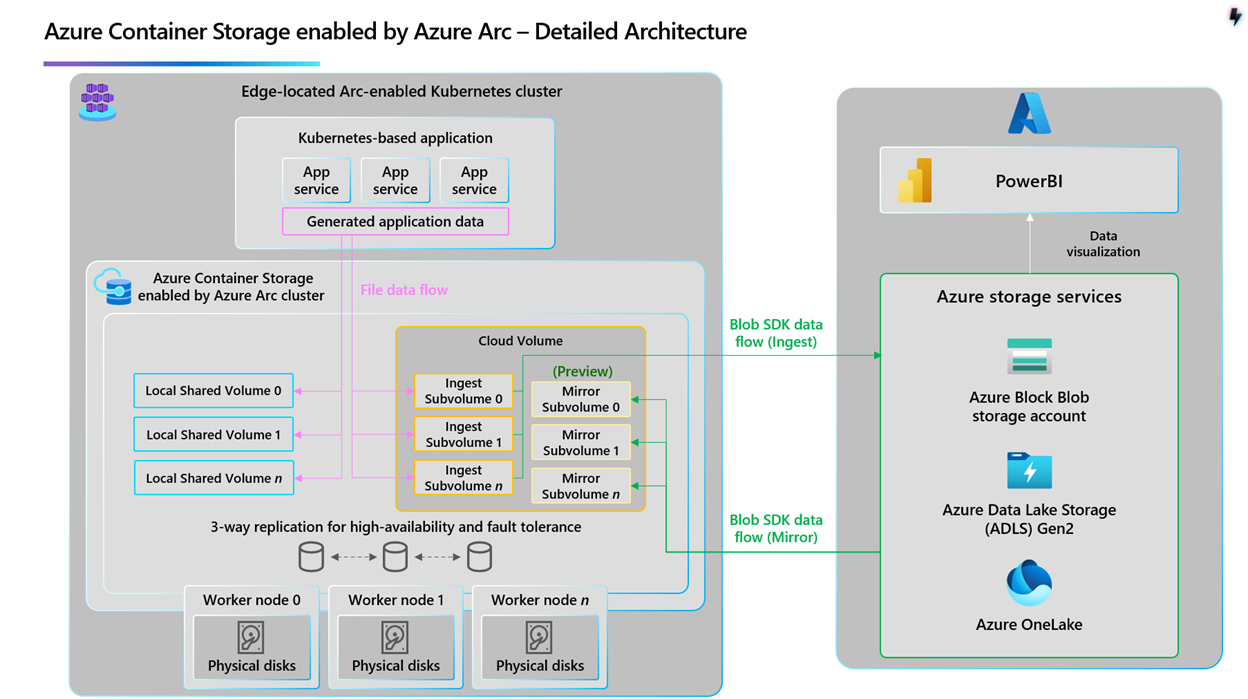 Azure Container Storage enabled by Azure Arc – Detailed Architecture
Edge-located Arc-enabled Kubernetes cluster
Kubernetes-based application
App
service
App
service
App
service
Generated application data
Azure Container Storage
enabled by Azure Arc cluster
File data flow
Cloud Volume
(Preview)
Local Shared Volume 0
Local Shared Volume 1
Local Shared Volume n
Ingest
Subvolume 0
Ingest
Subvolume 1
Ingest
Subvolume n
Mirror
Subvolume 0
Mirror
Subvolume 1
Mirror
Subvolume n
3-way replication for high-availability and fault tolerance
Worker node 0
Physical disks
Worker node 1
Physical disks
Worker node n
Physical disks
Blob SDK data
flow (Ingest)
Blob SDK data
flow (Mirror)
PowerBI
Data
visualization
Azure storage services
Azure Block Blob
storage account
Azure Data Lake Storage
(ADLS) Gen2
Azure OneLake